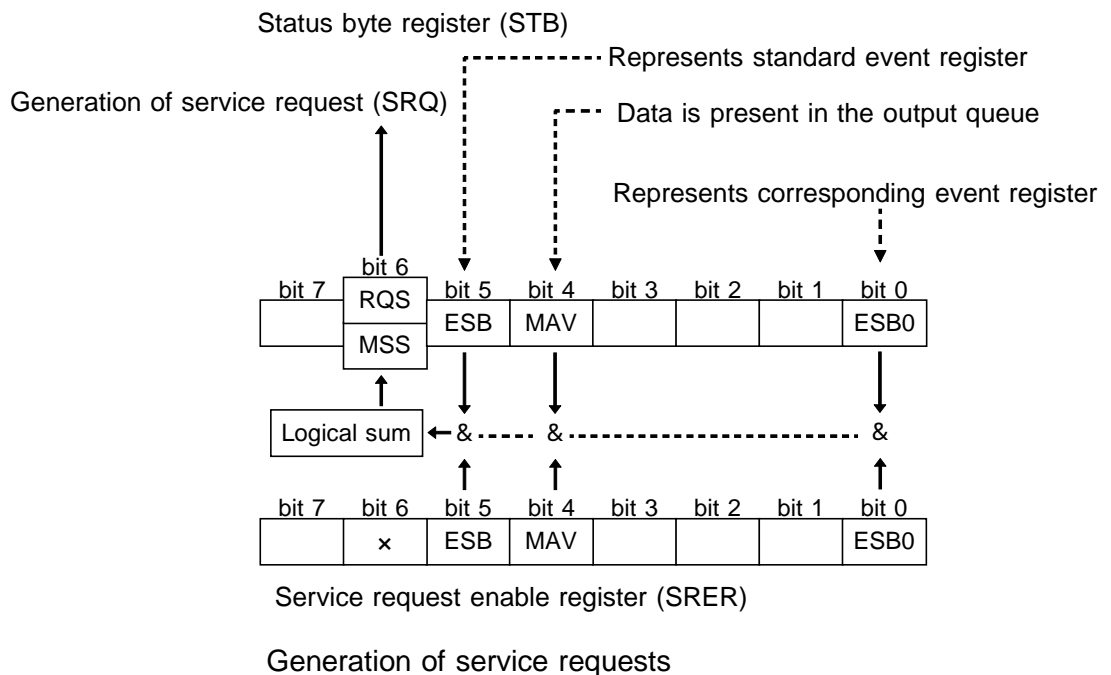 Status byte register (STB)
Represents standard event register
Generation of service request (SRQ)
Data is present in the output queue
Represents corresponding event register
bit 7 bit 6 bit 5 bit 4 bit 3 bit 2 bit 1 bit 0
RQS ESB MAV ESB0
MSS
Logical sum & & &
bit 7 bit 6 bit 5 bit 4 bit 3 bit 2 bit 1 bit 0
× ESB MAV ESB0
Service request enable register (SRER)
Generation of service requests